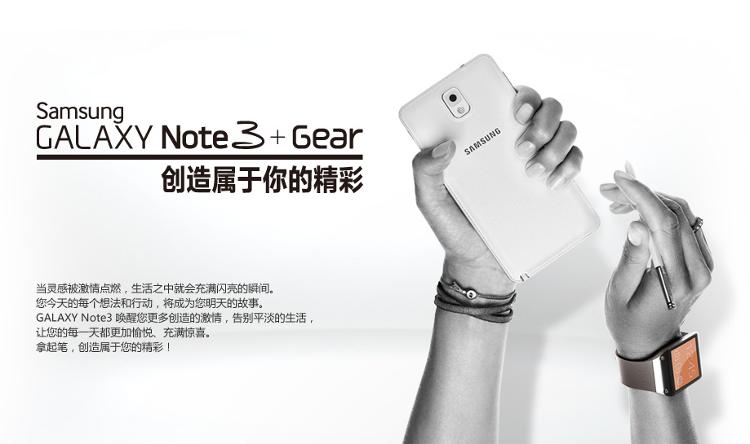 Samsung
GALAXY Note 3 + Gear
创造属于你的精彩
SAMSUNG
当灵感被激情点燃，生活之中就会充满闪亮的瞬间。
您今天的每个想法和行动，将成为您明天的故事。
GALAXY Note3 唤醒您更多创造的激情，告别平淡的生活，
让您的每一天都更加愉悦、充满惊喜。
拿起笔，创造属于您的精彩！